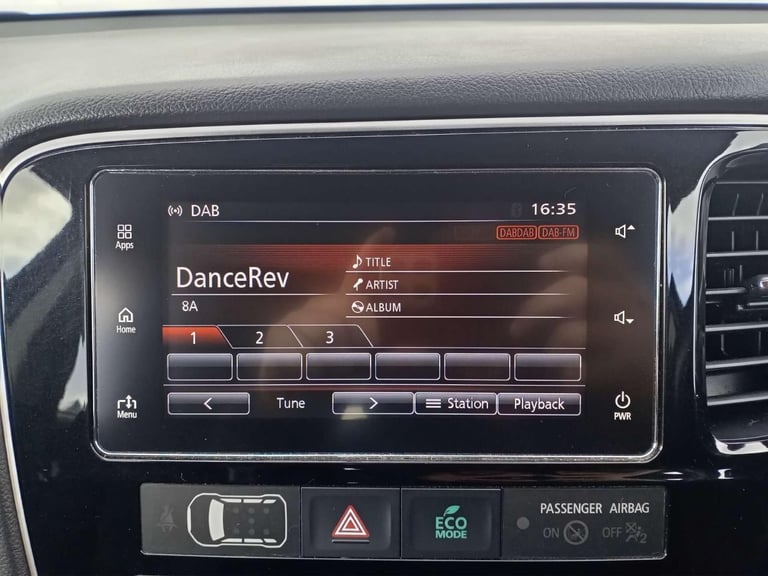 DAB 16:35
DABDAB DAB-FM
Apps
TITLE
DanceRev
ARTIST
8A
ALBUM
Home
1 2 3
Menu
< Tune > Station Playback
PWR
ECO
MODE
PASSENGER AIRBAG
ON OFF 2